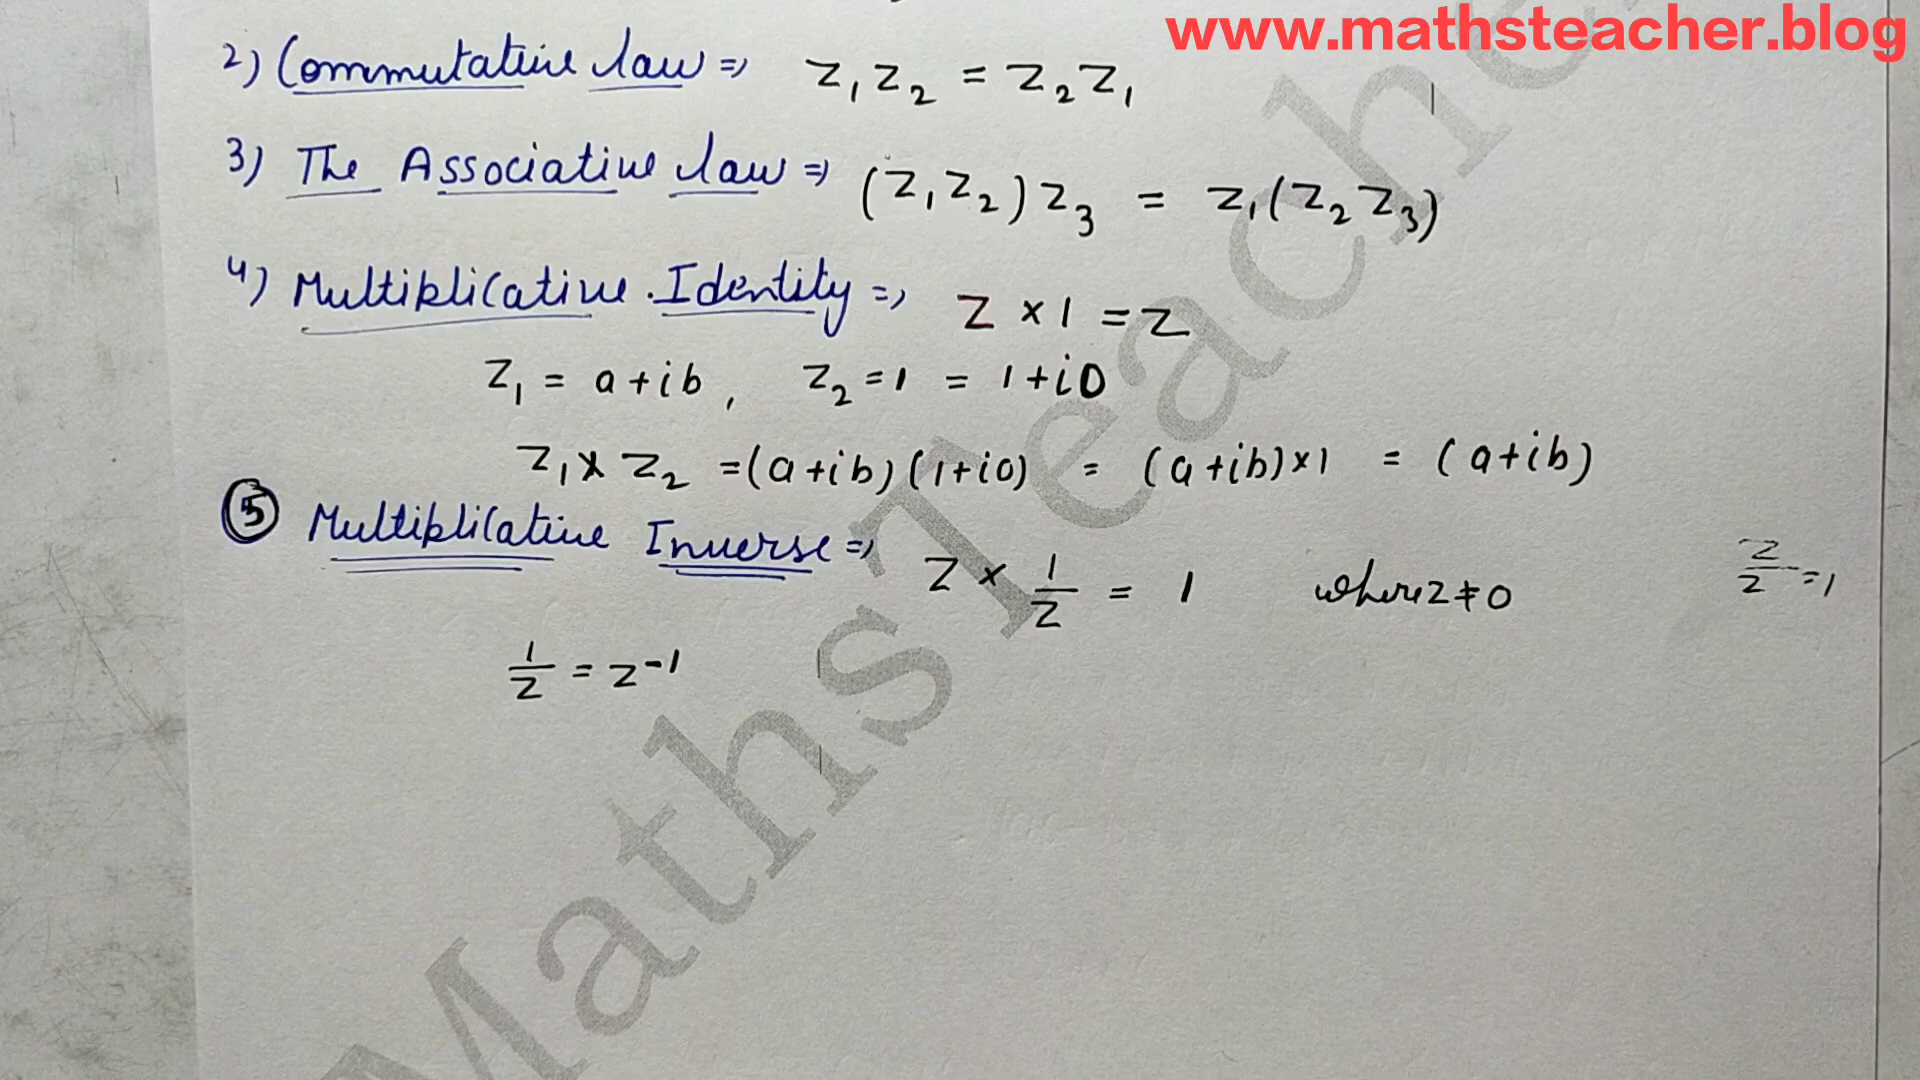 www.mathsteacher.blog
2) Commutative law => z₁z₂ = z₂z₁
3) The Associative law => (z₁z₂)z₃ = z₁(z₂z₃)
4) Multiplicative Identity => z × 1 = z
z₁ = a+ib, z₂ = 1 = 1+i0
z₁ × z₂ = (a+ib)(1+i0) = (a+ib)×1 = (a+ib)
⑤ Multiplicative Inverse => z × 1/z = 1 where z ≠ 0 z/z = 1
1/z = z⁻¹
Maths Teacher